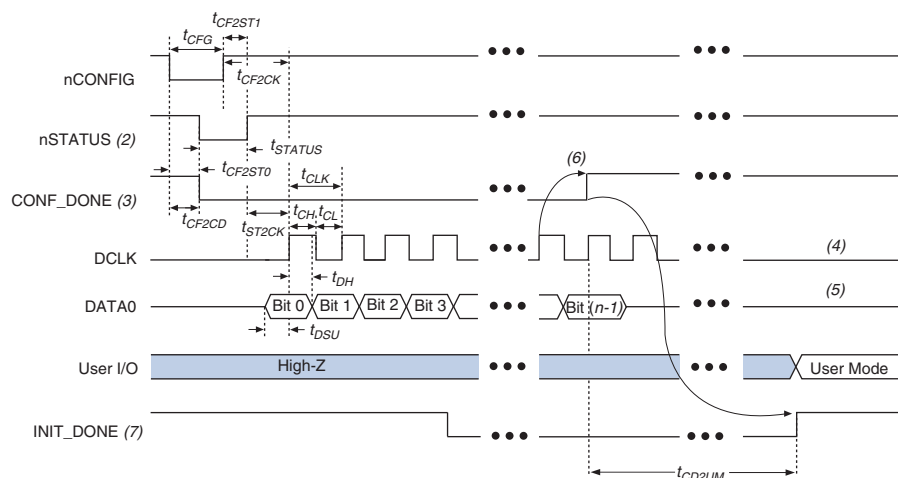 tCF2ST1
tCFG
nCONFIG
tCF2CK
nSTATUS (2)
tSTATUS
tCF2ST0
tCLK
(6)
CONF_DONE (3)
tCF2CD
tCH
tCL
tST2CK
DCLK
(4)
tDH
DATA0
Bit 0
Bit 1
Bit 2
Bit 3
Bit (n-1)
(5)
tDSU
User I/O
High-Z
User Mode
INIT_DONE (7)
tCD2UM